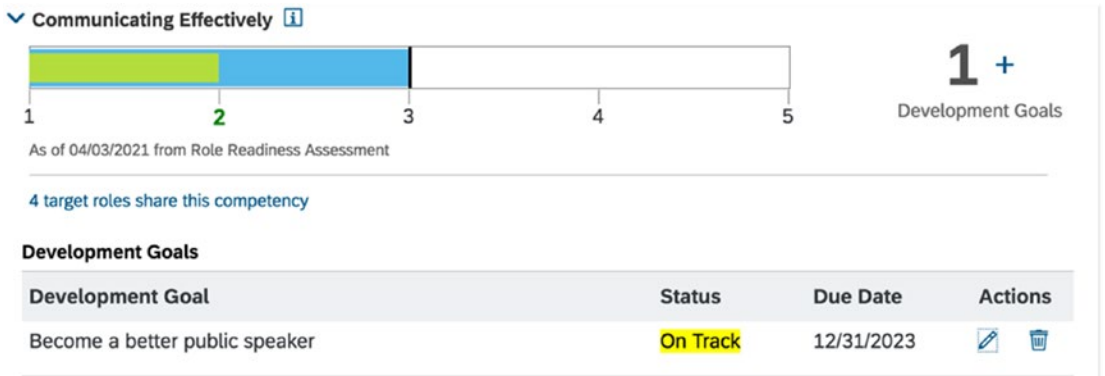 Communicating Effectively
1 +
1 2 3 4 5
Development Goals
As of 04/03/2021 from Role Readiness Assessment
4 target roles share this competency
Development Goals
Development Goal Status Due Date Actions
Become a better public speaker On Track 12/31/2023